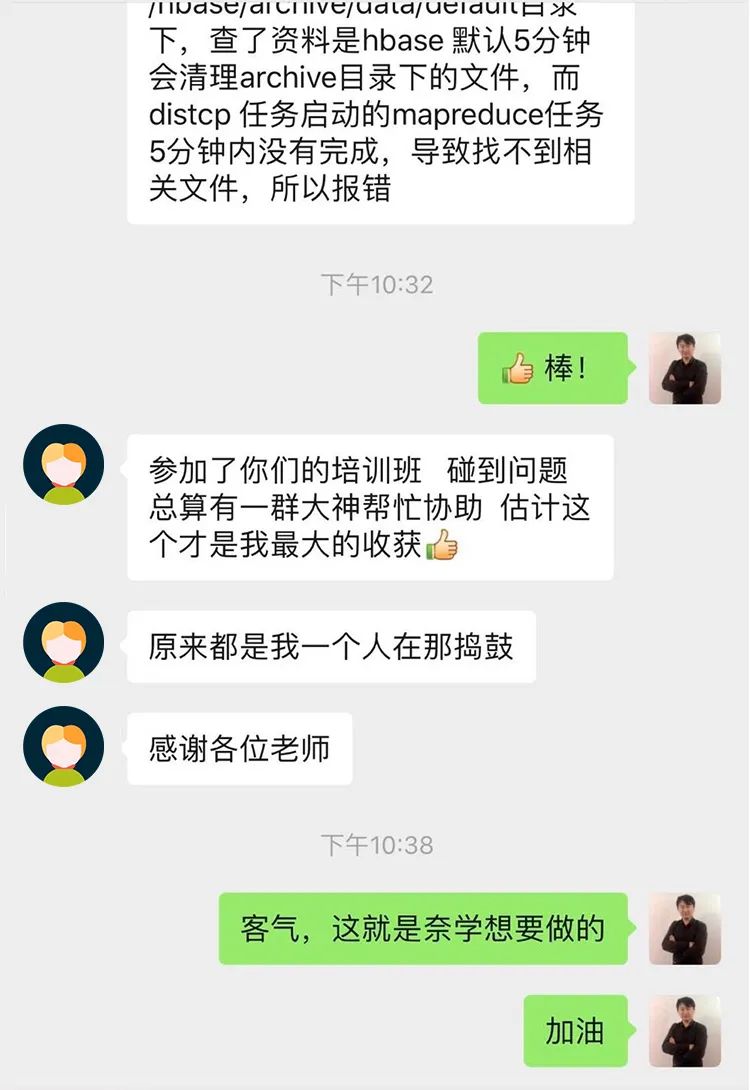 /hbase/archive/data/default目录
下，查了资料是hbase 默认5分钟
会清理archive目录下的文件，而
distcp 任务启动的mapreduce任务
5分钟内没有完成，导致找不到相
关文件，所以报错
下午10:32
👍 棒！
参加了你们的培训班 碰到问题
总算有一群大神帮忙协助 估计这
个才是我最大的收获👍
原来都是我一个人在那捣鼓
感谢各位老师
下午10:38
客气，这就是奈学想要做的
加油